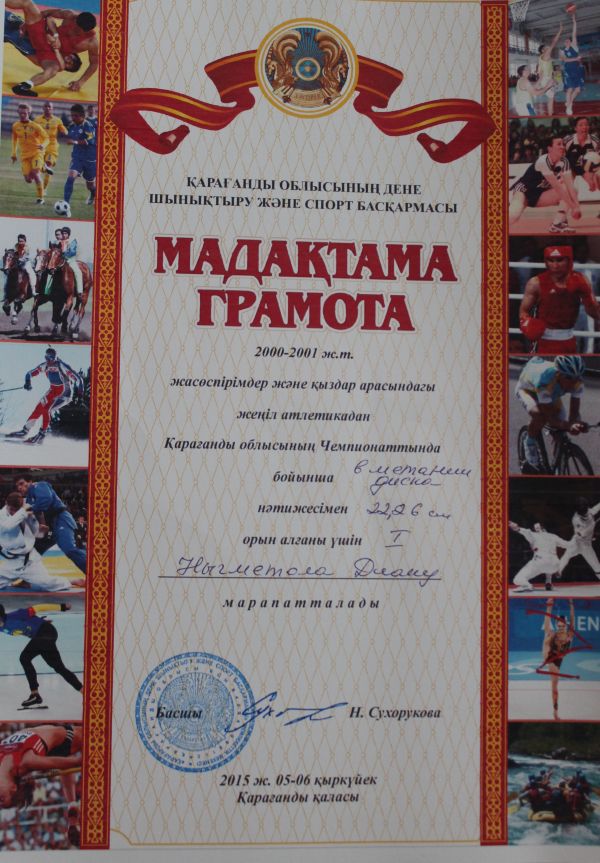 ҚАРАҒАНДЫ ОБЛЫСЫНЫҢ ДЕНЕ
ШЫНЫҚТЫРУ ЖӘНЕ СПОРТ БАСҚАРМАСЫ
МАДАҚТАМА
ГРАМОТА
2000-2001 ж.т.
жасөспірімдер және қыздар арасындағы
жеңіл атлетикадан
Қарағанды облысының Чемпионаттында
бойынша в метании
диска
нәтижесімен 22,26 см
орын алғаны үшін I
Ныгметола Диану
марапатталады
Басшы Н. Сухорукова
2015 ж. 05-06 қыркүйек
Қарағанды қаласы